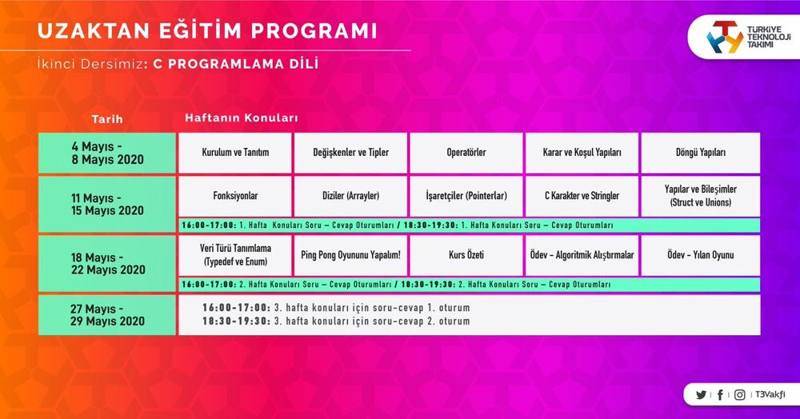 UZAKTAN EĞİTİM PROGRAMI
İkinci Dersimiz: C PROGRAMLAMA DİLİ
TÜRKİYE
TEKNOLOJİ
TAKIMI
Tarih
Haftanın Konuları
4 Mayıs -
8 Mayıs 2020
Kurulum ve Tanıtım
Değişkenler ve Tipler
Operatörler
Karar ve Koşul Yapıları
Döngü Yapıları
11 Mayıs -
15 Mayıs 2020
Fonksiyonlar
Diziler (Arrayler)
İşaretçiler (Pointerlar)
C Karakter ve Stringler
Yapılar ve Bileşimler
(Struct ve Unions)
16:00-17:00: 1. Hafta Konuları Soru – Cevap Oturumları / 18:30-19:30: 1. Hafta Konuları Soru – Cevap Oturumları
18 Mayıs -
22 Mayıs 2020
Veri Türü Tanımlama
(Typedef ve Enum)
Ping Pong Oyununu Yapalım!
Kurs Özeti
Ödev - Algoritmik Alıştırmalar
Ödev - Yılan Oyunu
16:00-17:00: 2. Hafta Konuları Soru – Cevap Oturumları / 18:30-19:30: 2. Hafta Konuları Soru – Cevap Oturumları
27 Mayıs -
29 Mayıs 2020
16:00-17:00: 3. hafta konuları için soru-cevap 1. oturum
18:30-19:30: 3. hafta konuları için soru-cevap 2. oturum
T3Vakfı